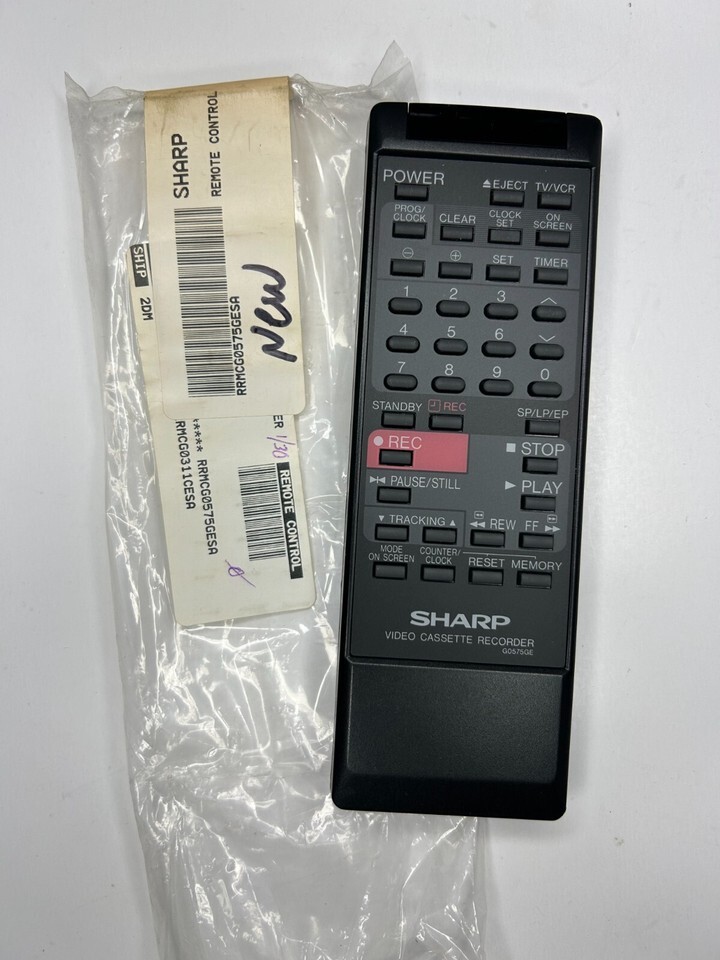 SHARP
REMOTE CONTROL
RRMCG0575GESA
New
SHIP 2DM
ER 1/30
REMOTE CONTROL
***** RRMCG0575GESA
RMCG0311CESA
POWER
EJECT TV/VCR
PROG/CLOCK CLEAR CLOCK SET ON SCREEN
SET TIMER
1 2 3
4 5 6
7 8 9 0
STANDBY REC SP/LP/EP
REC STOP
PAUSE/STILL PLAY
TRACKING REW FF
MODE ON SCREEN COUNTER/CLOCK RESET MEMORY
SHARP
VIDEO CASSETTE RECORDER
G0575GE